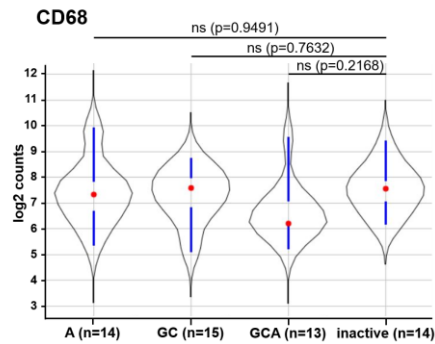 CD68
ns (p=0.9491)
ns (p=0.7632)
ns (p=0.2168)
log2 counts
12
11
10
9
8
7
6
5
4
3
A (n=14) GC (n=15) GCA (n=13) inactive (n=14)